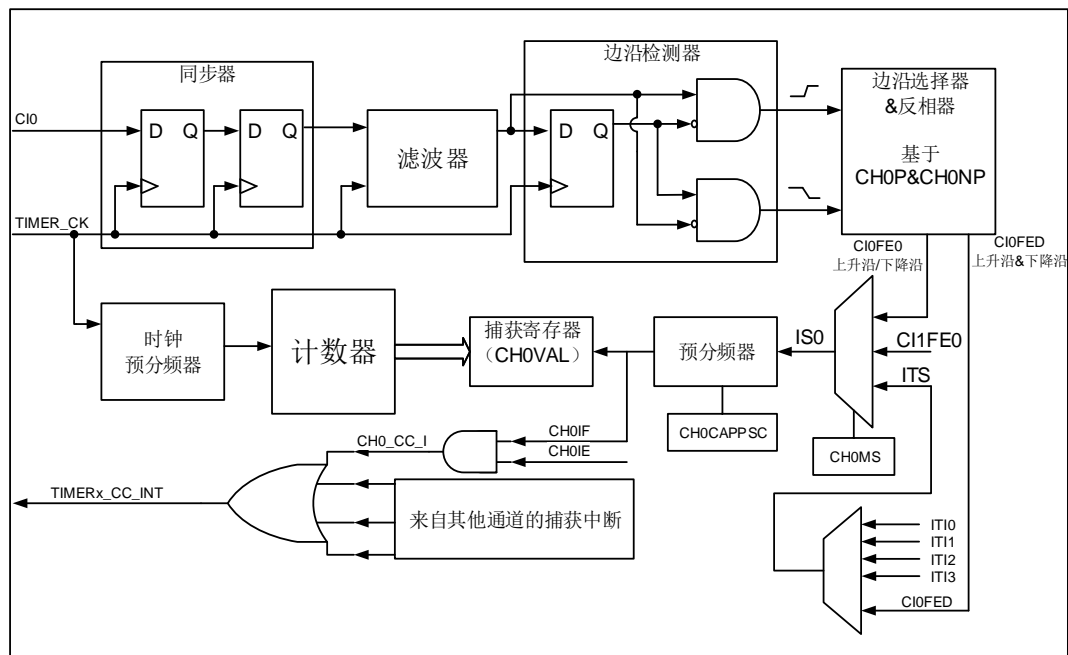 同步器
边沿检测器
CI0
D Q
D Q
滤波器
D Q
边沿选择器
&反相器
基于
CH0P&CH0NP
TIMER_CK
CI0FE0
上升沿/下降沿
CI0FED
上升沿&下降沿
时钟
预分频器
计数器
捕获寄存器
（CH0VAL）
预分频器
IS0
CI1FE0
ITS
CH0CAPPSC
CH0MS
CH0_CC_I
CH0IF
CH0IE
TIMERx_CC_INT
来自其他通道的捕获中断
ITI0
ITI1
ITI2
ITI3
CI0FED